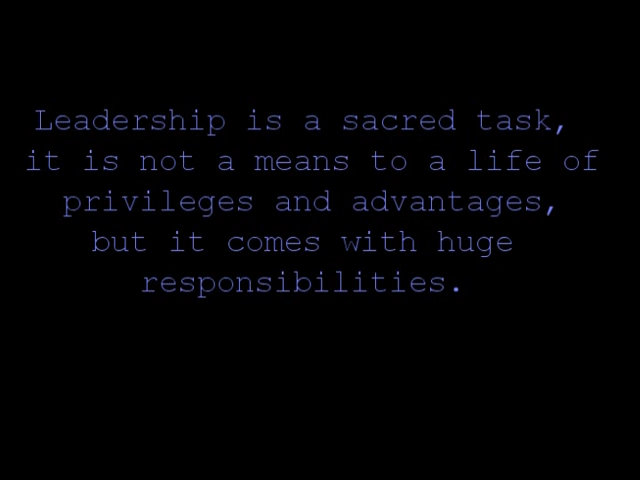 Leadership is a sacred task,
it is not a means to a life of
privileges and advantages,
but it comes with huge
responsibilities.